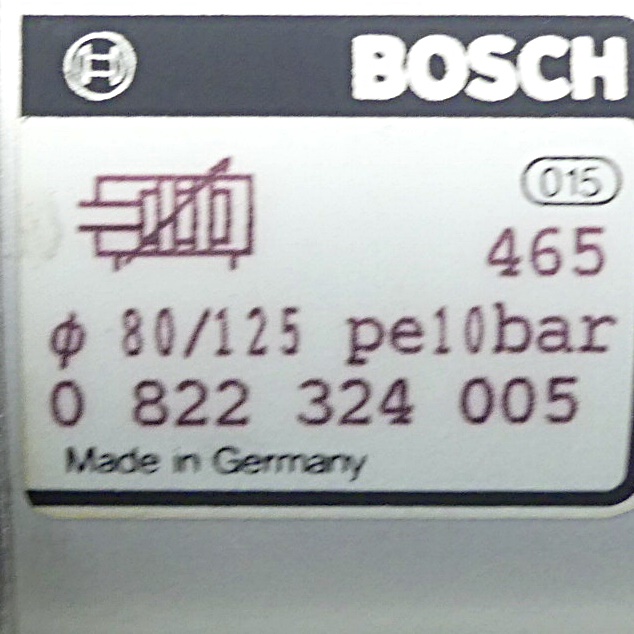 BOSCH
015
465
ϕ 80/125 pe10bar
0 822 324 005
Made in Germany